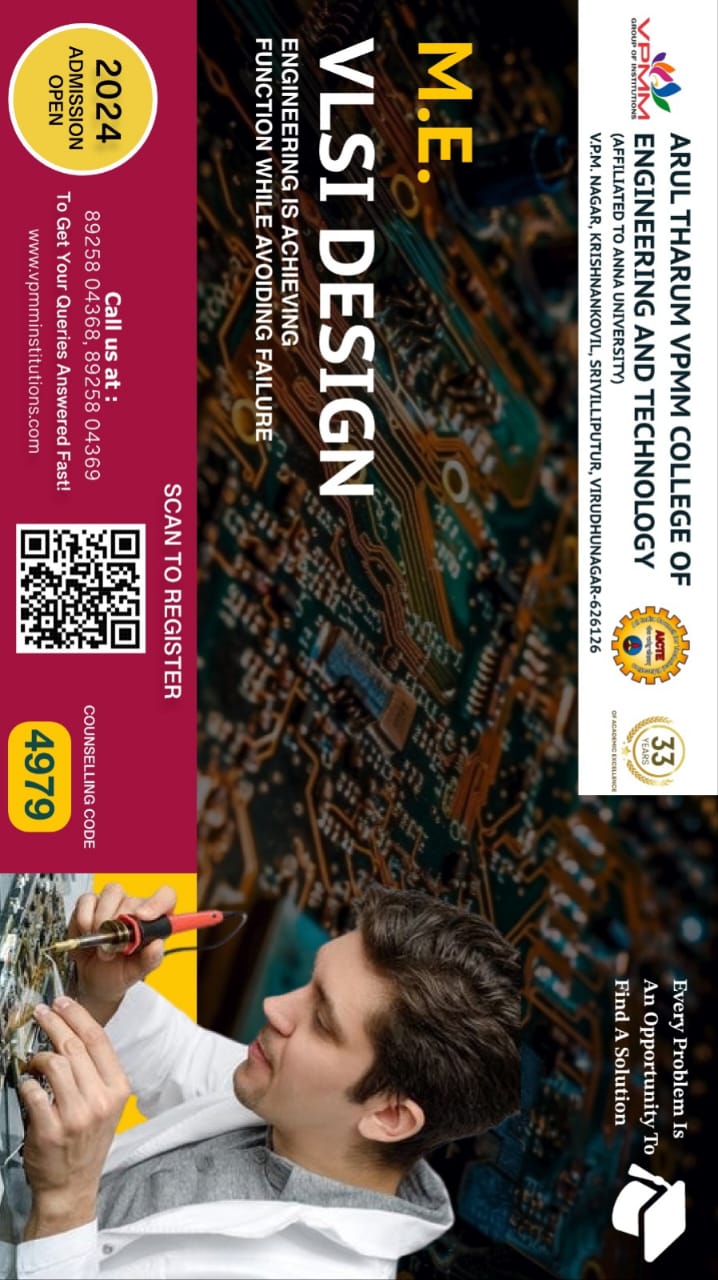 VPMM
GROUP OF INSTITUTIONS
ARUL THARUM VPMM COLLEGE OF
ENGINEERING AND TECHNOLOGY
(AFFILIATED TO ANNA UNIVERSITY)
V.P.M. NAGAR, KRISHNANKOVIL, SRIVILLIPUTUR, VIRUDHUNAGAR-626126
AICTE
33
YEARS
OF ACADEMIC EXCELLENCE
Every Problem Is
An Opportunity To
Find A Solution
M.E.
VLSI DESIGN
ENGINEERING IS ACHIEVING
FUNCTION WHILE AVOIDING FAILURE
2024
ADMISSION
OPEN
Call us at :
89258 04368, 89258 04369
To Get Your Queries Answered Fast!
www.vpmminstitutions.com
SCAN TO REGISTER
COUNSELLING CODE
4979